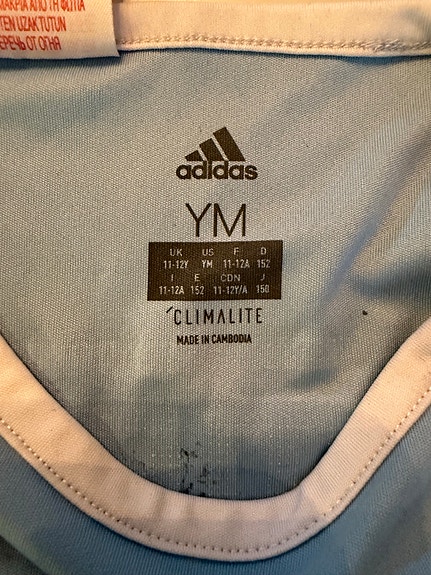 ΜΑΚΡΙΑ ΑΠΟ ΤΗ ΦΩΤΙΑ
TEN UZAK TUTUN
ЕРЕЧЬ ОТ ОГНЯ
adidas
YM
UK US F D
11-12Y YM 11-12A 152
I E CDN J
11-12A 152 11-12Y/A 150
CLIMALITE
MADE IN CAMBODIA